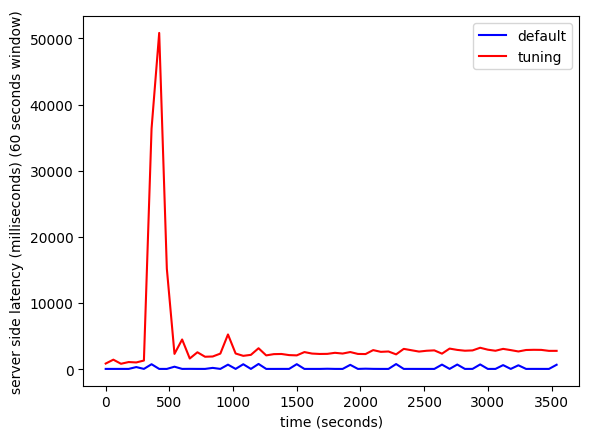 server side latency (milliseconds) (60 seconds window)
50000
40000
30000
20000
10000
0
0 500 1000 1500 2000 2500 3000 3500
time (seconds)
default
tuning